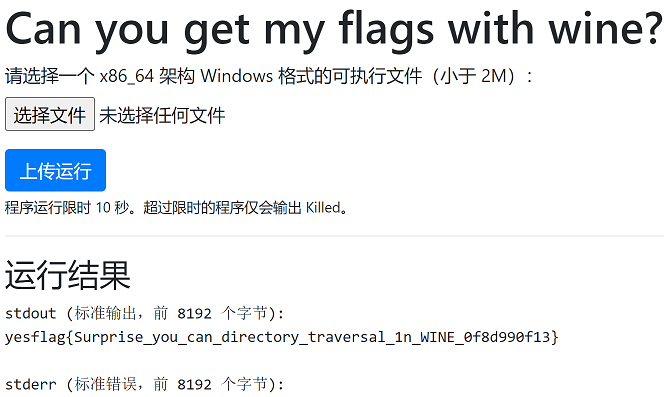 Can you get my flags with wine?
请选择一个 x86_64 架构 Windows 格式的可执行文件（小于 2M）：
选择文件 未选择任何文件
上传运行
程序运行限时 10 秒。超过限时的程序仅会输出 Killed。
运行结果
stdout (标准输出，前 8192 个字节):
yesflag{Surprise_you_can_directory_traversal_1n_WINE_0f8d990f13}
stderr (标准错误，前 8192 个字节):